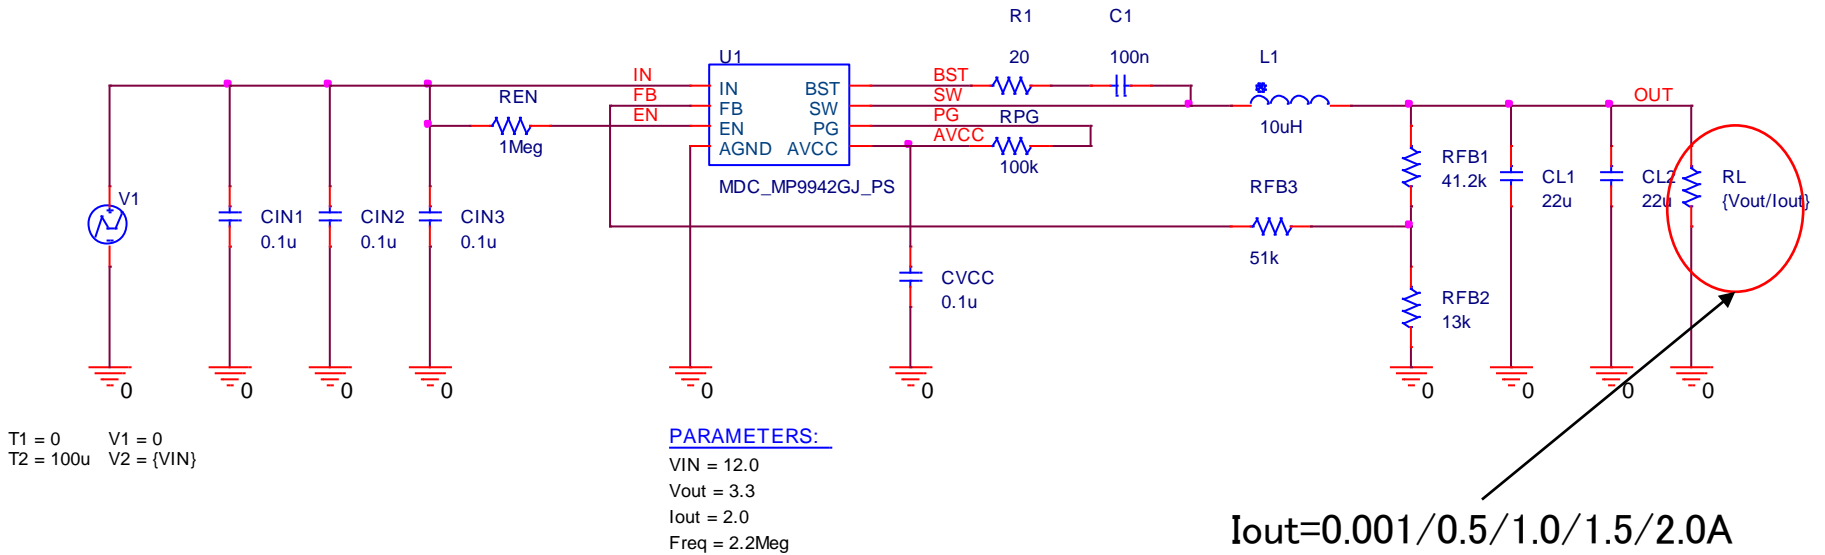 R1 C1
U1 20 100n L1
IN BST
IN BST
FB SW
REN FB SW 10uH OUT
EN PG RPG
EN PG
1Meg AGND AVCC AVCC 100k
MDC_MP9942GJ_PS
RFB1
41.2k
CL1
22u
CL2
22u
RL
{Vout/Iout}
V1
CIN1
0.1u
CIN2
0.1u
CIN3
0.1u
RFB3
51k
CVCC
0.1u
RFB2
13k
0 0 0 0 0 0 0 0 0 0
T1 = 0 V1 = 0
T2 = 100u V2 = {VIN}
PARAMETERS:
VIN = 12.0
Vout = 3.3
Iout = 2.0
Freq = 2.2Meg
Iout=0.001/0.5/1.0/1.5/2.0A